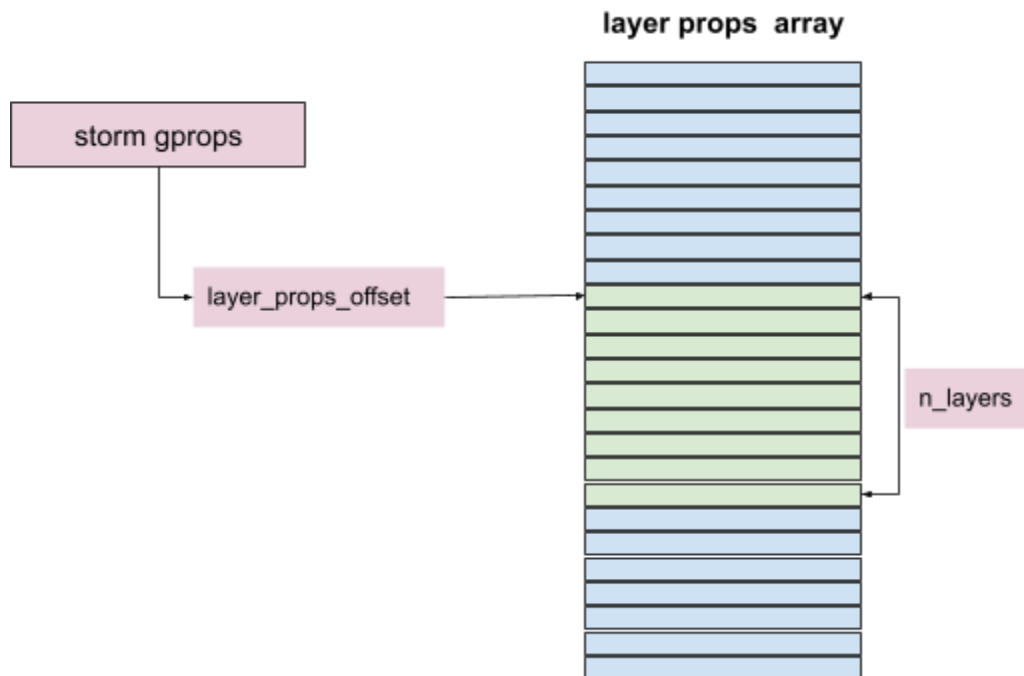 layer props  array
storm gprops
layer_props_offset
n_layers